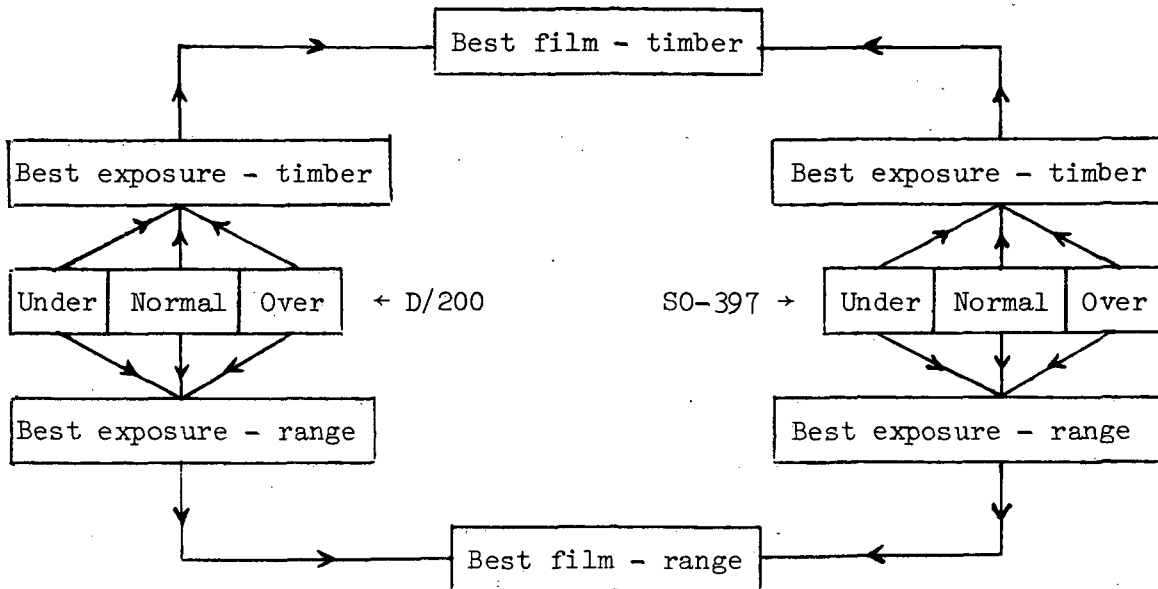 Best film - timber
Best exposure - timber
Best exposure - timber
Under Normal Over
← D/200
SO-397 →
Under Normal Over
Best exposure - range
Best exposure - range
Best film - range